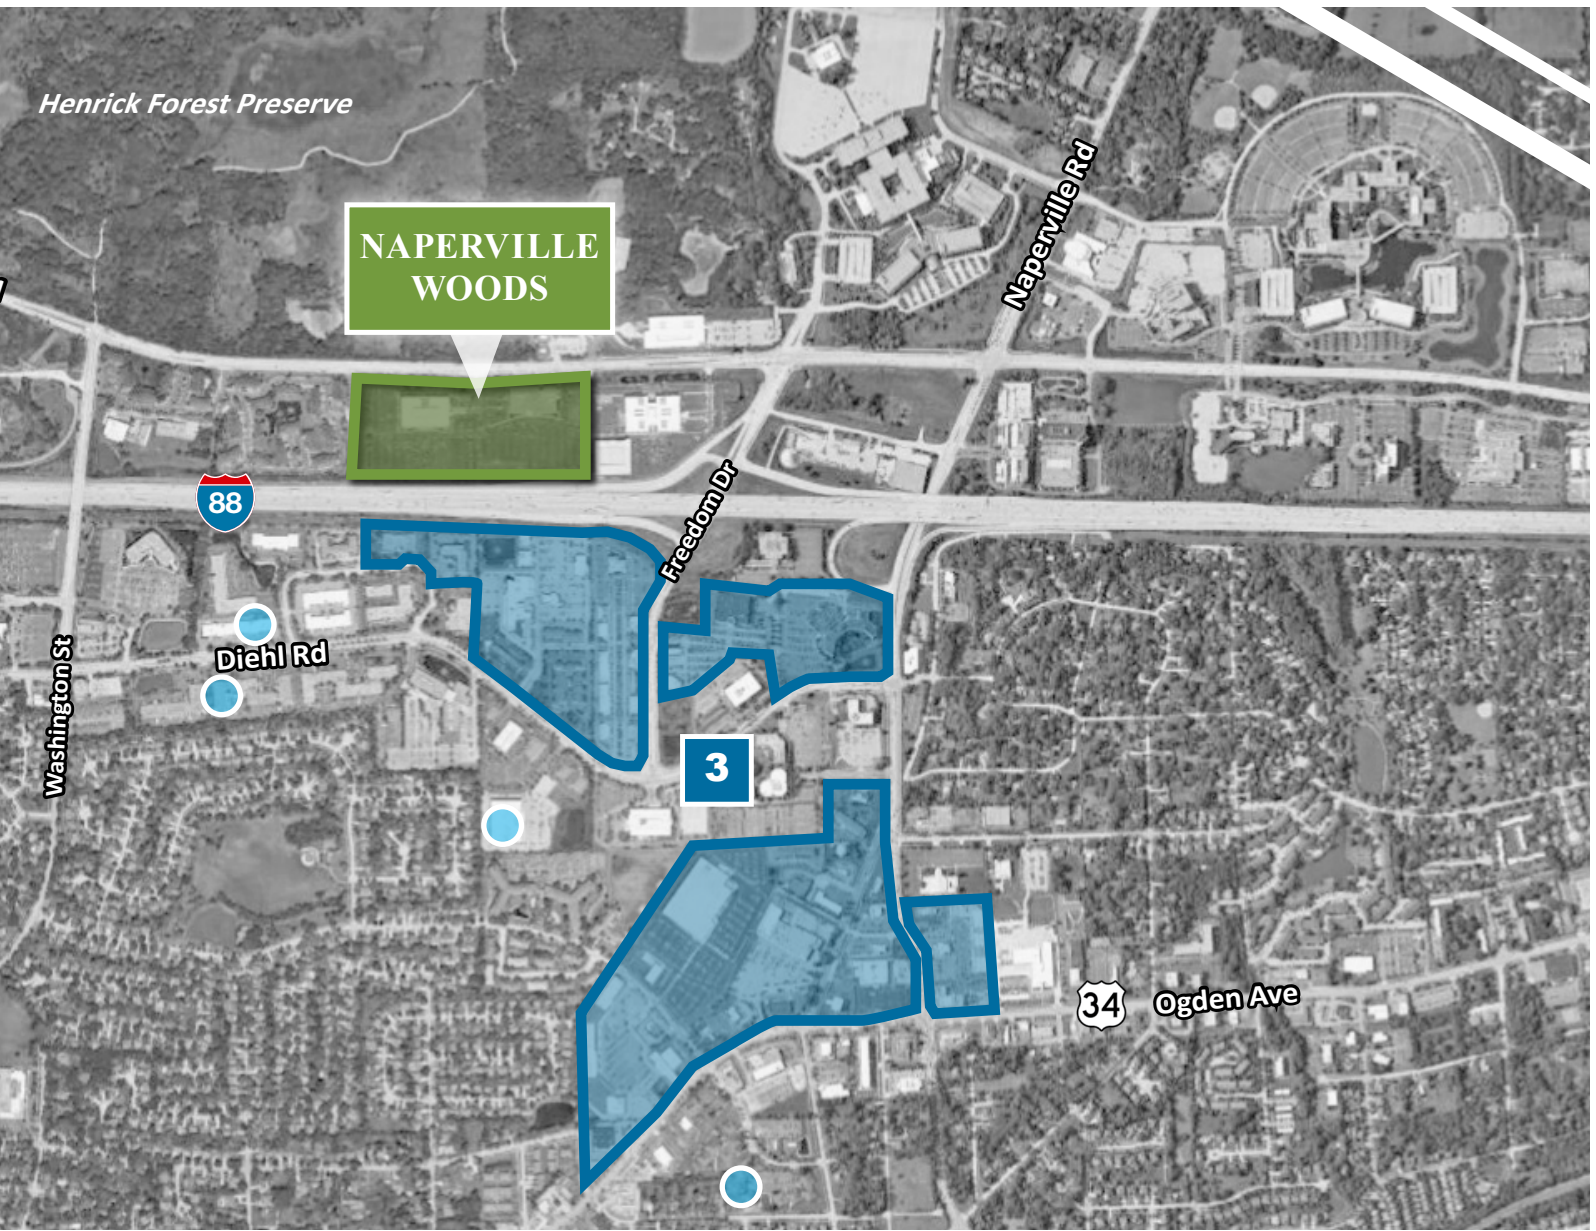 Henrick Forest Preserve
Naperville Rd
NAPERVILLE
WOODS
88
Freedom Dr
Diehl Rd
Washington St
3
34
Ogden Ave